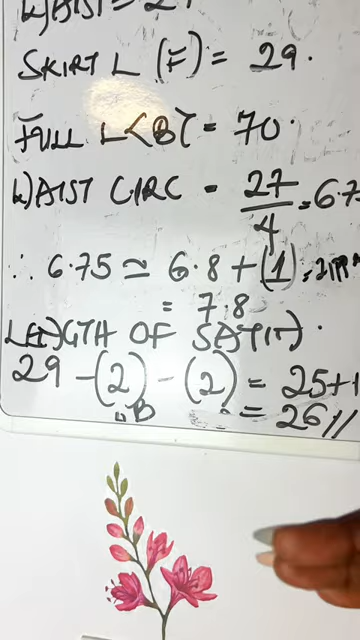 SKIRT L (F) = 29.
FULL L (B) = 70.
WAIST CIRC = 27/4 = 6.7
∴ 6.75 ≃ 6.8 + (1)
= 7.8
LENGTH OF
29 - (2) - (2) = 25 + 1
= 26//